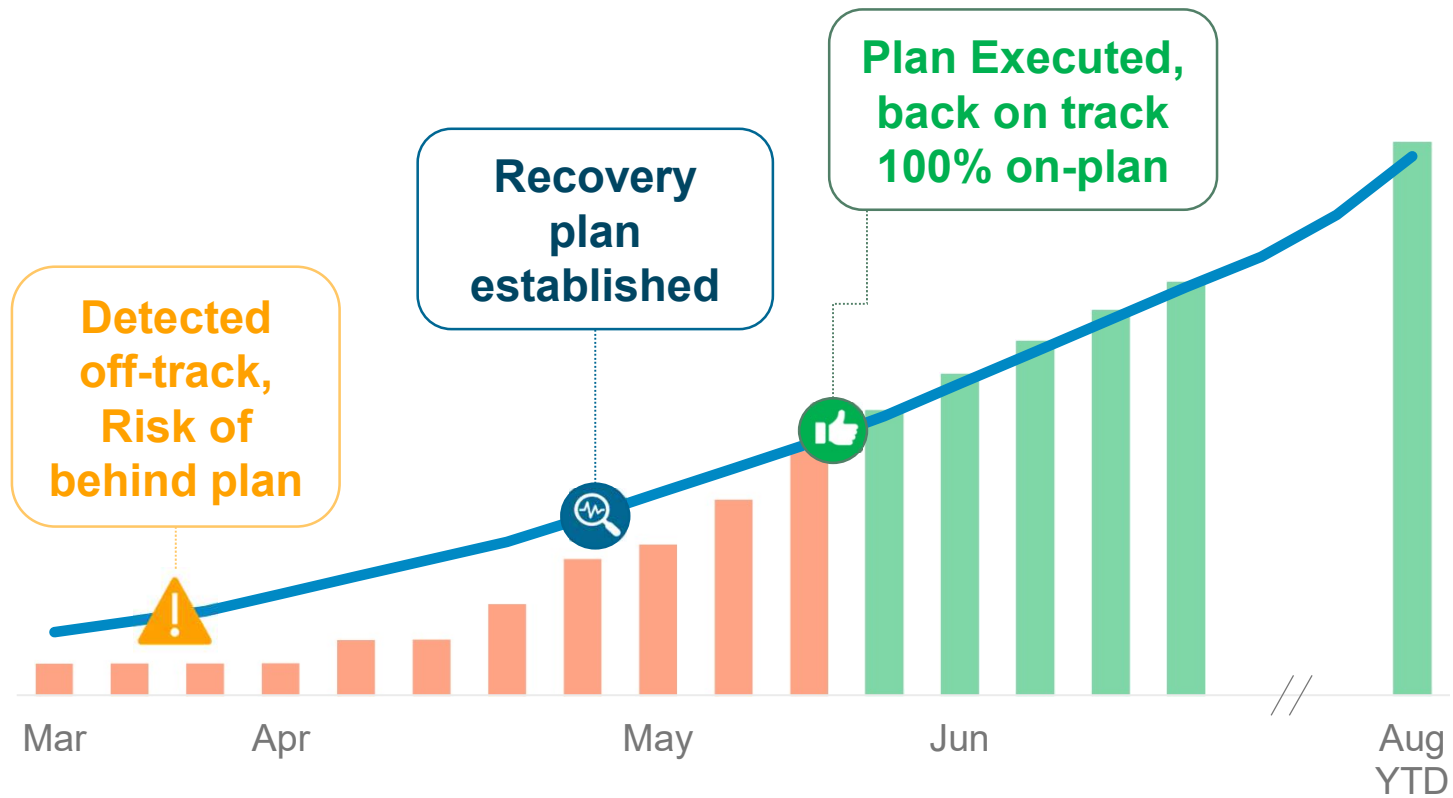 Plan Executed,
back on track
100% on-plan
Recovery
plan
established
Detected
off-track,
Risk of
behind plan
Mar
Apr
May
Jun
Aug
YTD